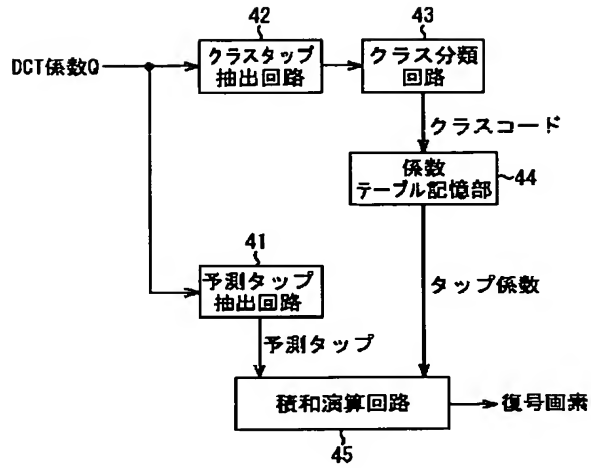 42
43
DCT係数Q
クラスタップ
抽出回路
クラス分類
回路
クラスコード
係数
テーブル記憶部
44
41
予測タップ
抽出回路
タップ係数
予測タップ
積和演算回路
復号画素
45